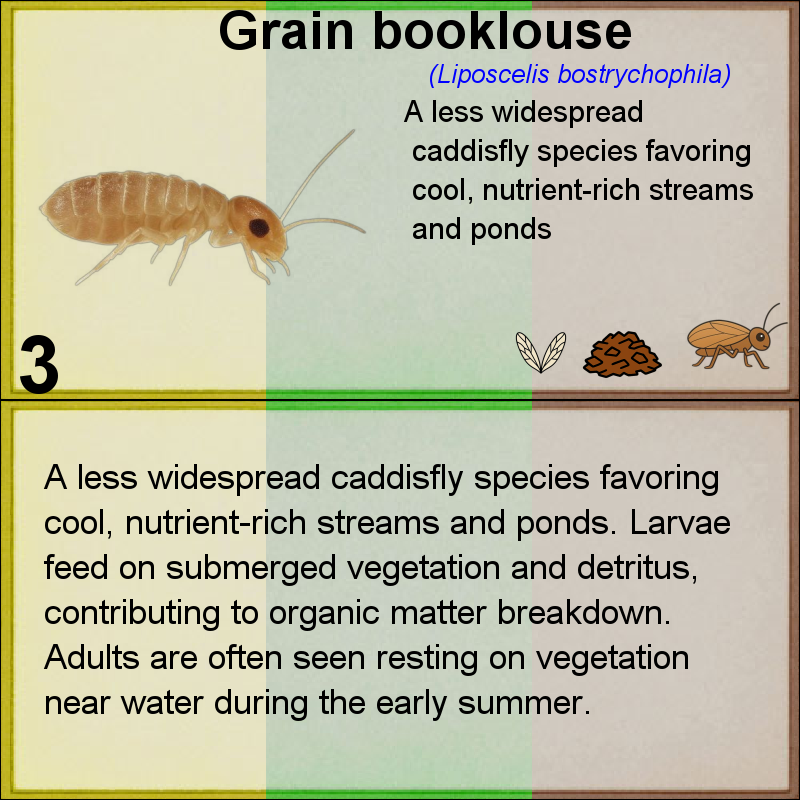 Grain booklouse
(Liposcelis bostrychophila)
A less widespread
caddisfly species favoring
cool, nutrient-rich streams
and ponds
3
A less widespread caddisfly species favoring
cool, nutrient-rich streams and ponds. Larvae
feed on submerged vegetation and detritus,
contributing to organic matter breakdown.
Adults are often seen resting on vegetation
near water during the early summer.